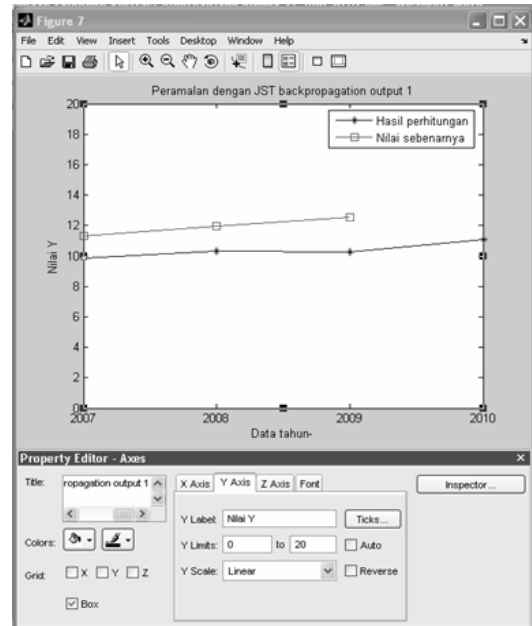 Figure 7
File Edit View Insert Tools Desktop Window Help
Peramalan dengan JST backpropagation output 1
Hasil perhitungan
Nilai sebenarnya
Nilai Y
20
18
16
14
12
10
8
6
4
2
0
2007 2008 2009 2010
Data tahun-
Property Editor - Axes
Title: ropagation output 1
X Axis Y Axis Z Axis Font
Inspector...
Y Label: Nilai Y Ticks...
Colors:
Y Limits: 0 to 20 Auto
Grid: X Y Z
Y Scale: Linear Reverse
Box